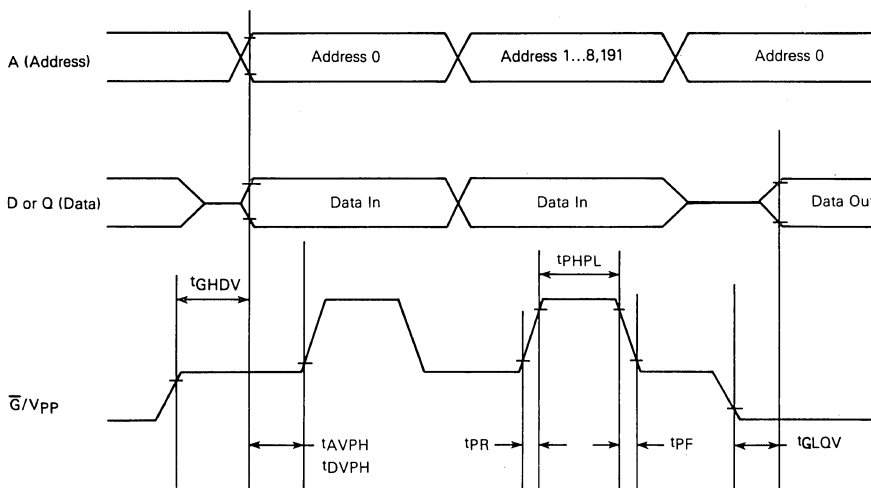 A (Address)
Address 0
Address 1...8,191
Address 0
D or Q (Data)
Data In
Data In
Data Out
tGHDV
tPHPL
G/VPP
tAVPH
tDVPH
tPR
tPF
tGLQV